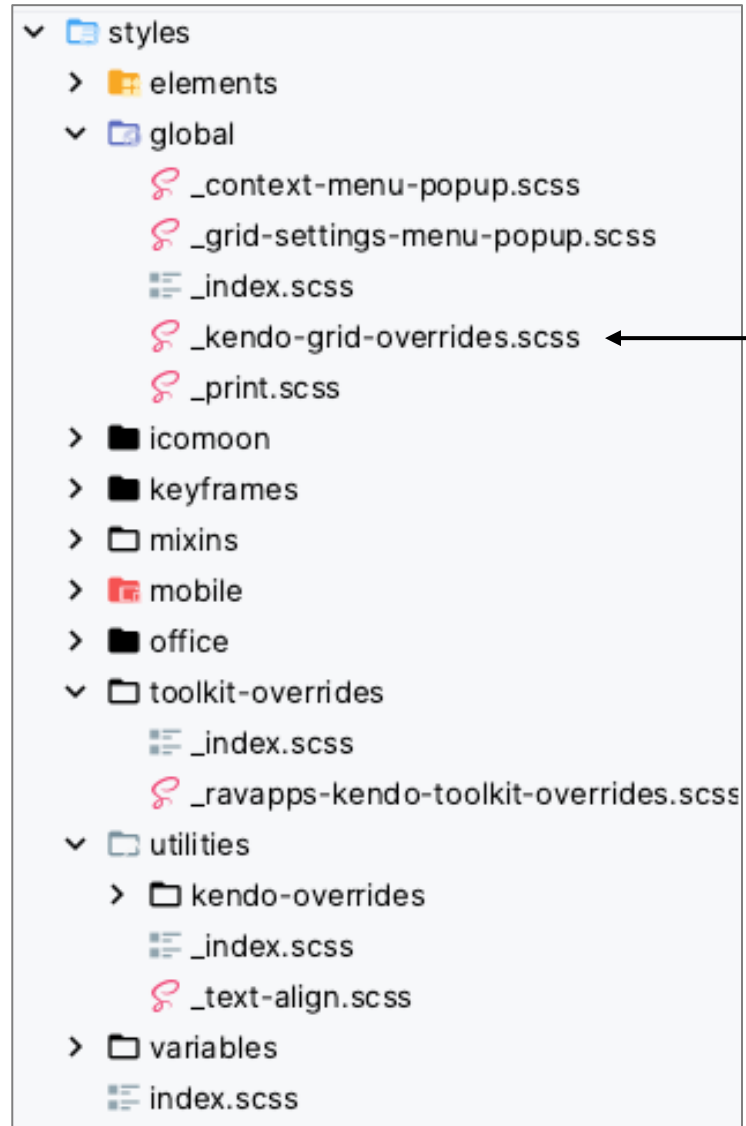 styles
elements
global
_context-menu-popup.scss
_grid-settings-menu-popup.scss
_index.scss
_kendo-grid-overrides.scss
_print.scss
icomoon
keyframes
mixins
mobile
office
toolkit-overrides
_index.scss
_ravapps-kendo-toolkit-overrides.scss
utilities
kendo-overrides
_index.scss
_text-align.scss
variables
index.scss